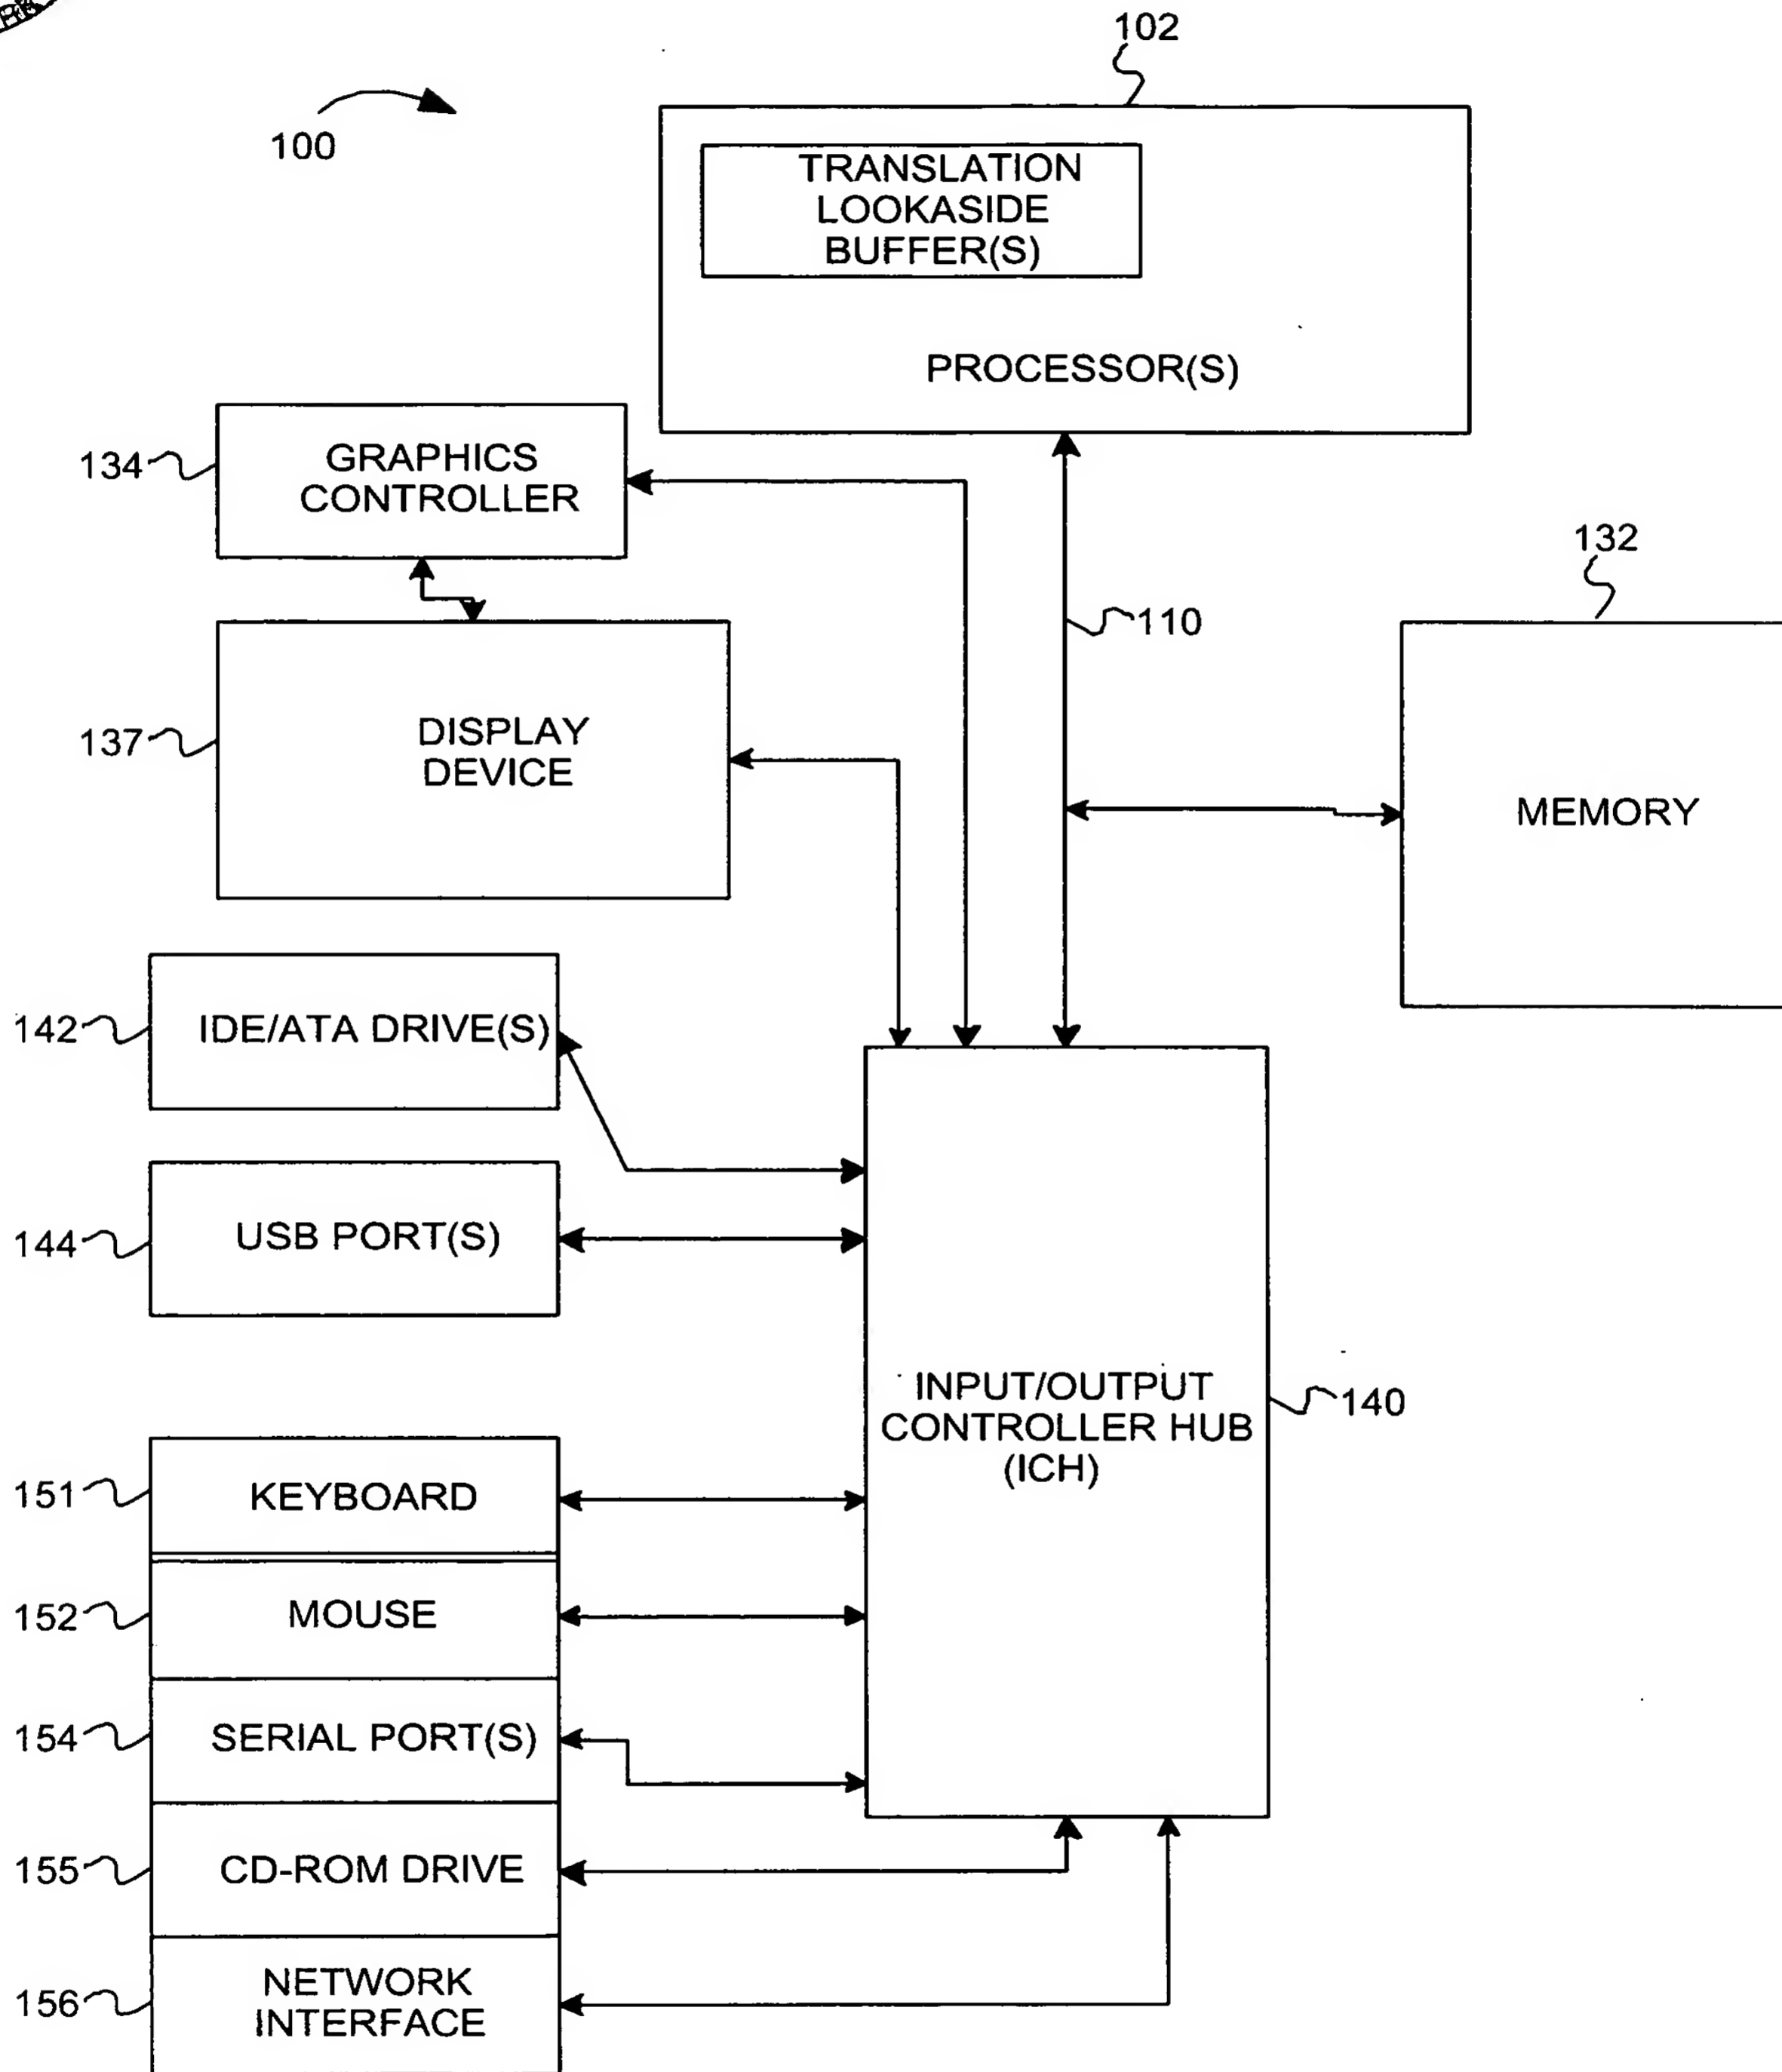 102
100
TRANSLATION
LOOKASIDE
BUFFER(S)
PROCESSOR(S)
134
GRAPHICS
CONTROLLER
132
110
137
DISPLAY
DEVICE
MEMORY
142
IDE/ATA DRIVE(S)
144
USB PORT(S)
INPUT/OUTPUT
CONTROLLER HUB
(ICH)
140
151
KEYBOARD
152
MOUSE
154
SERIAL PORT(S)
155
CD-ROM DRIVE
156
NETWORK
INTERFACE